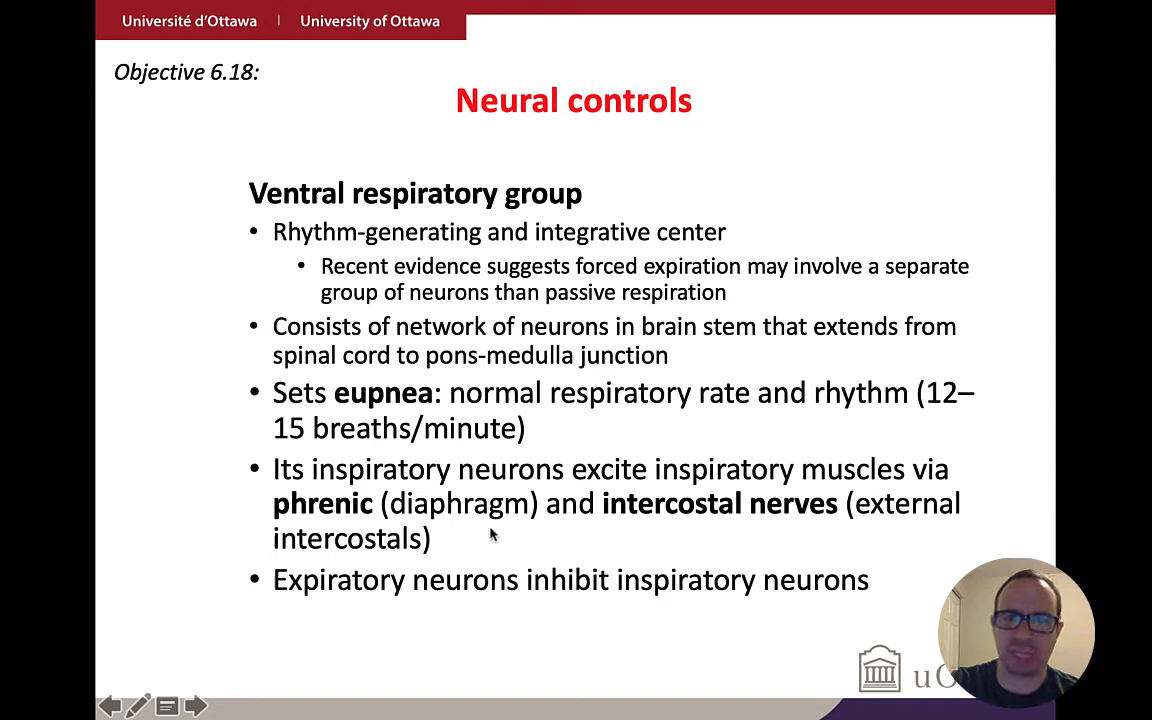 Université d'Ottawa | University of Ottawa
Objective 6.18:
Neural controls
Ventral respiratory group
• Rhythm-generating and integrative center
• Recent evidence suggests forced expiration may involve a separate
group of neurons than passive respiration
• Consists of network of neurons in brain stem that extends from
spinal cord to pons-medulla junction
• Sets eupnea: normal respiratory rate and rhythm (12–
15 breaths/minute)
• Its inspiratory neurons excite inspiratory muscles via
phrenic (diaphragm) and intercostal nerves (external
intercostals)
• Expiratory neurons inhibit inspiratory neurons